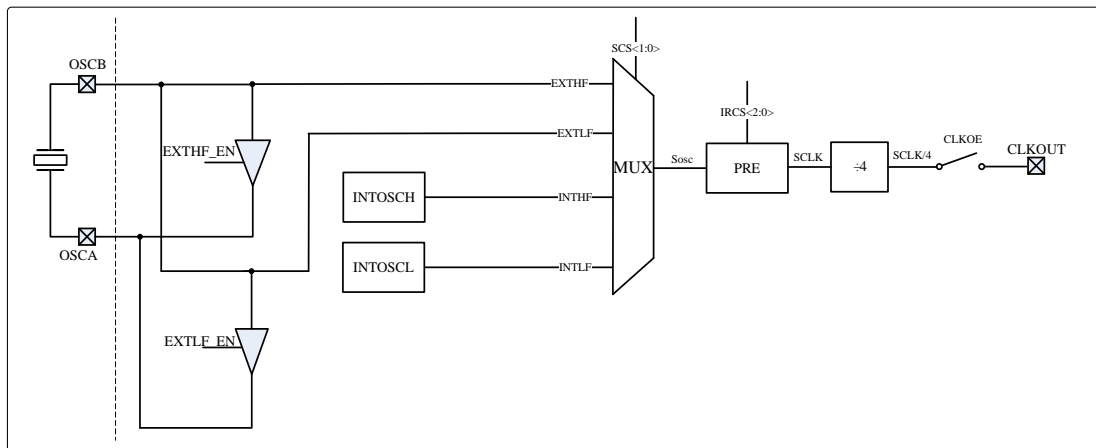 SCS<1:0>
OSCB
EXTHF
IRCS<2:0>
EXTLF
EXTHF_EN
CLKOE
CLKOUT
MUX
Sosc
PRE
SCLK
÷4
SCLK/4
INTOSCH
INTHF
OSCA
INTOSCL
INTLF
EXTLF_EN